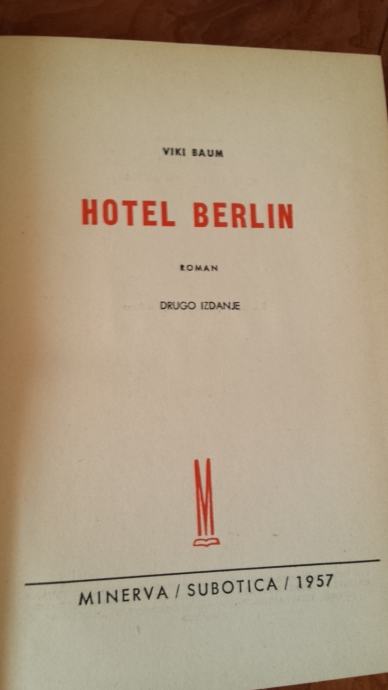 VIKI BAUM
HOTEL BERLIN
ROMAN
DRUGO IZDANJE
M
MINERVA / SUBOTICA / 1957